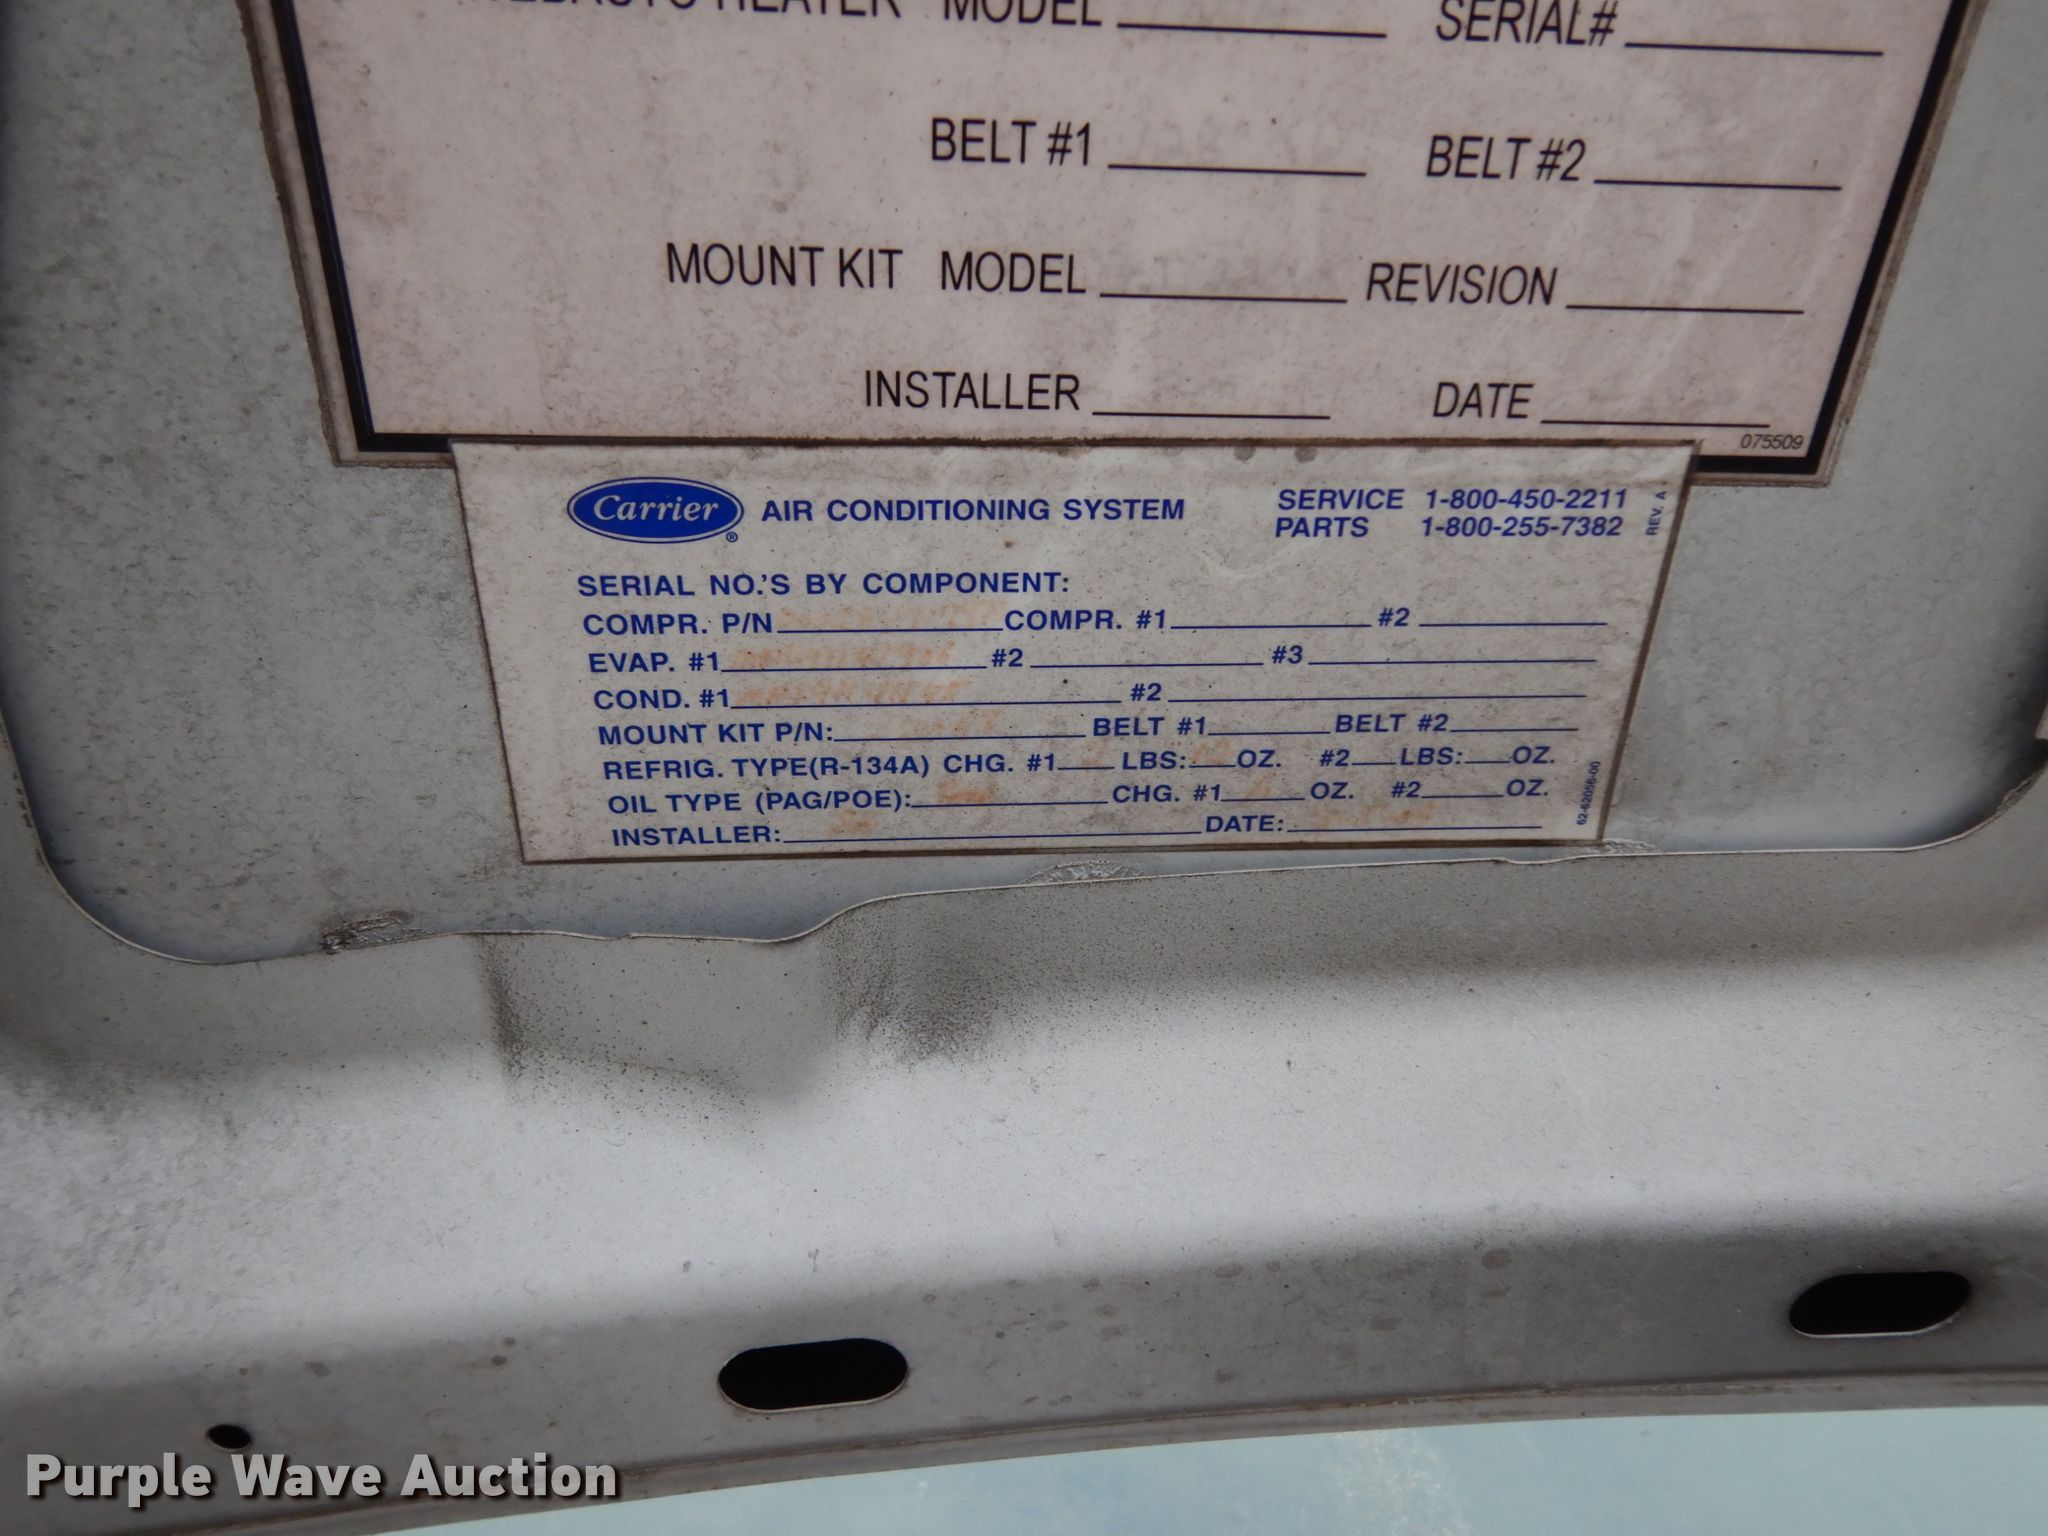 HEATER MODEL SERIAL#
BELT #1 BELT #2
MOUNT KIT MODEL REVISION
INSTALLER DATE
075509
Carrier® AIR CONDITIONING SYSTEM SERVICE 1-800-450-2211
PARTS 1-800-255-7382
REV. A
SERIAL NO.'S BY COMPONENT:
COMPR. P/N COMPR. #1 #2
EVAP. #1 #2 #3
COND. #1 #2
MOUNT KIT P/N: BELT #1 BELT #2
REFRIG. TYPE(R-134A) CHG. #1 LBS: OZ. #2 LBS: OZ.
OIL TYPE (PAG/POE): CHG. #1 OZ. #2 OZ.
INSTALLER: DATE:
62-62056-00
Purple Wave Auction